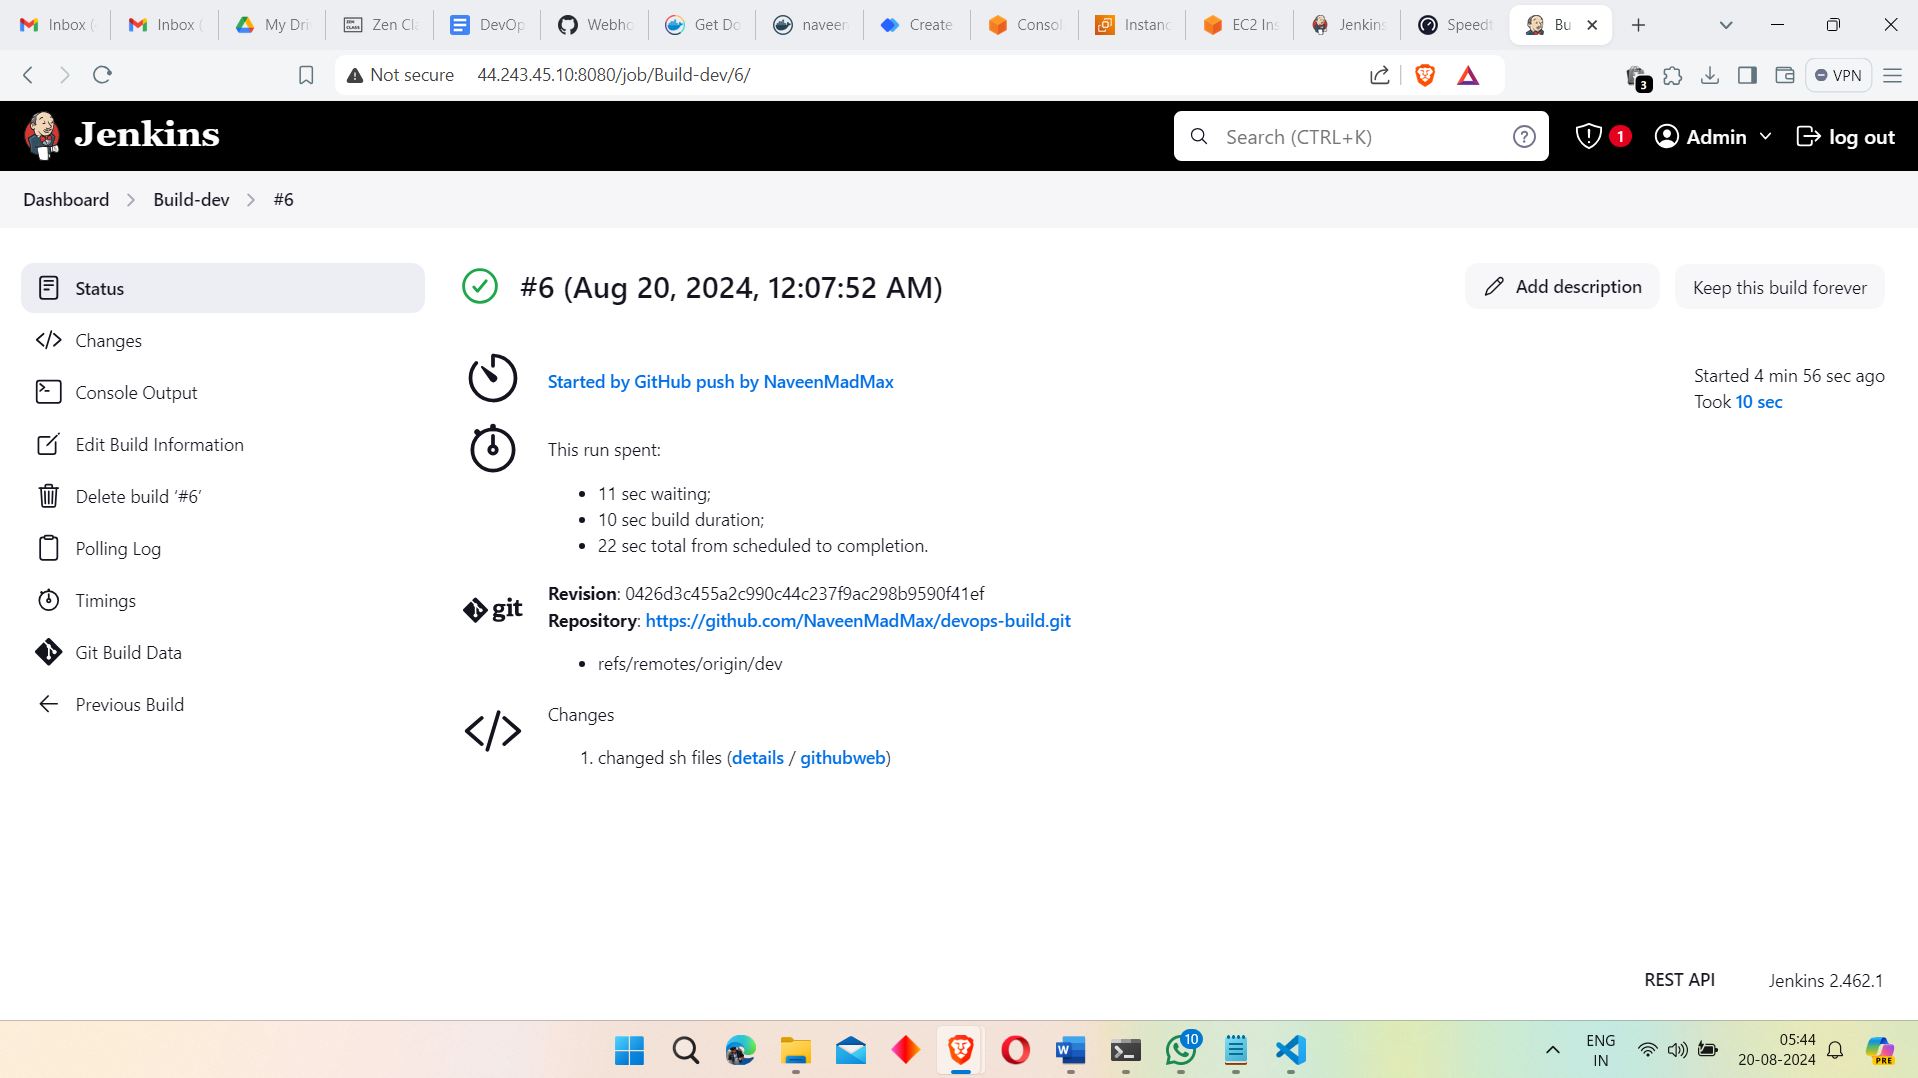 Inbox (
Inbox (
My Dri
Zen Cla
DevOp
Webho
Get Do
naveen
Create
Consol
Instanc
EC2 Ins
Jenkins
Speedt
Bu
Not secure
44.243.45.10:8080/job/Build-dev/6/
3
VPN
Jenkins
Search (CTRL+K)
1
Admin
log out
Dashboard
Build-dev
#6
Status
Changes
Console Output
Edit Build Information
Delete build ‘#6’
Polling Log
Timings
Git Build Data
Previous Build
#6 (Aug 20, 2024, 12:07:52 AM)
Add description
Keep this build forever
Started by GitHub push by NaveenMadMax
Started 4 min 56 sec ago
Took 10 sec
This run spent:
• 11 sec waiting;
• 10 sec build duration;
• 22 sec total from scheduled to completion.
git
Revision: 0426d3c455a2c990c44c237f9ac298b9590f41ef
Repository: https://github.com/NaveenMadMax/devops-build.git
• refs/remotes/origin/dev
Changes
1. changed sh files (details / githubweb)
REST API
Jenkins 2.462.1
10
ENG
IN
05:44
20-08-2024
PRE